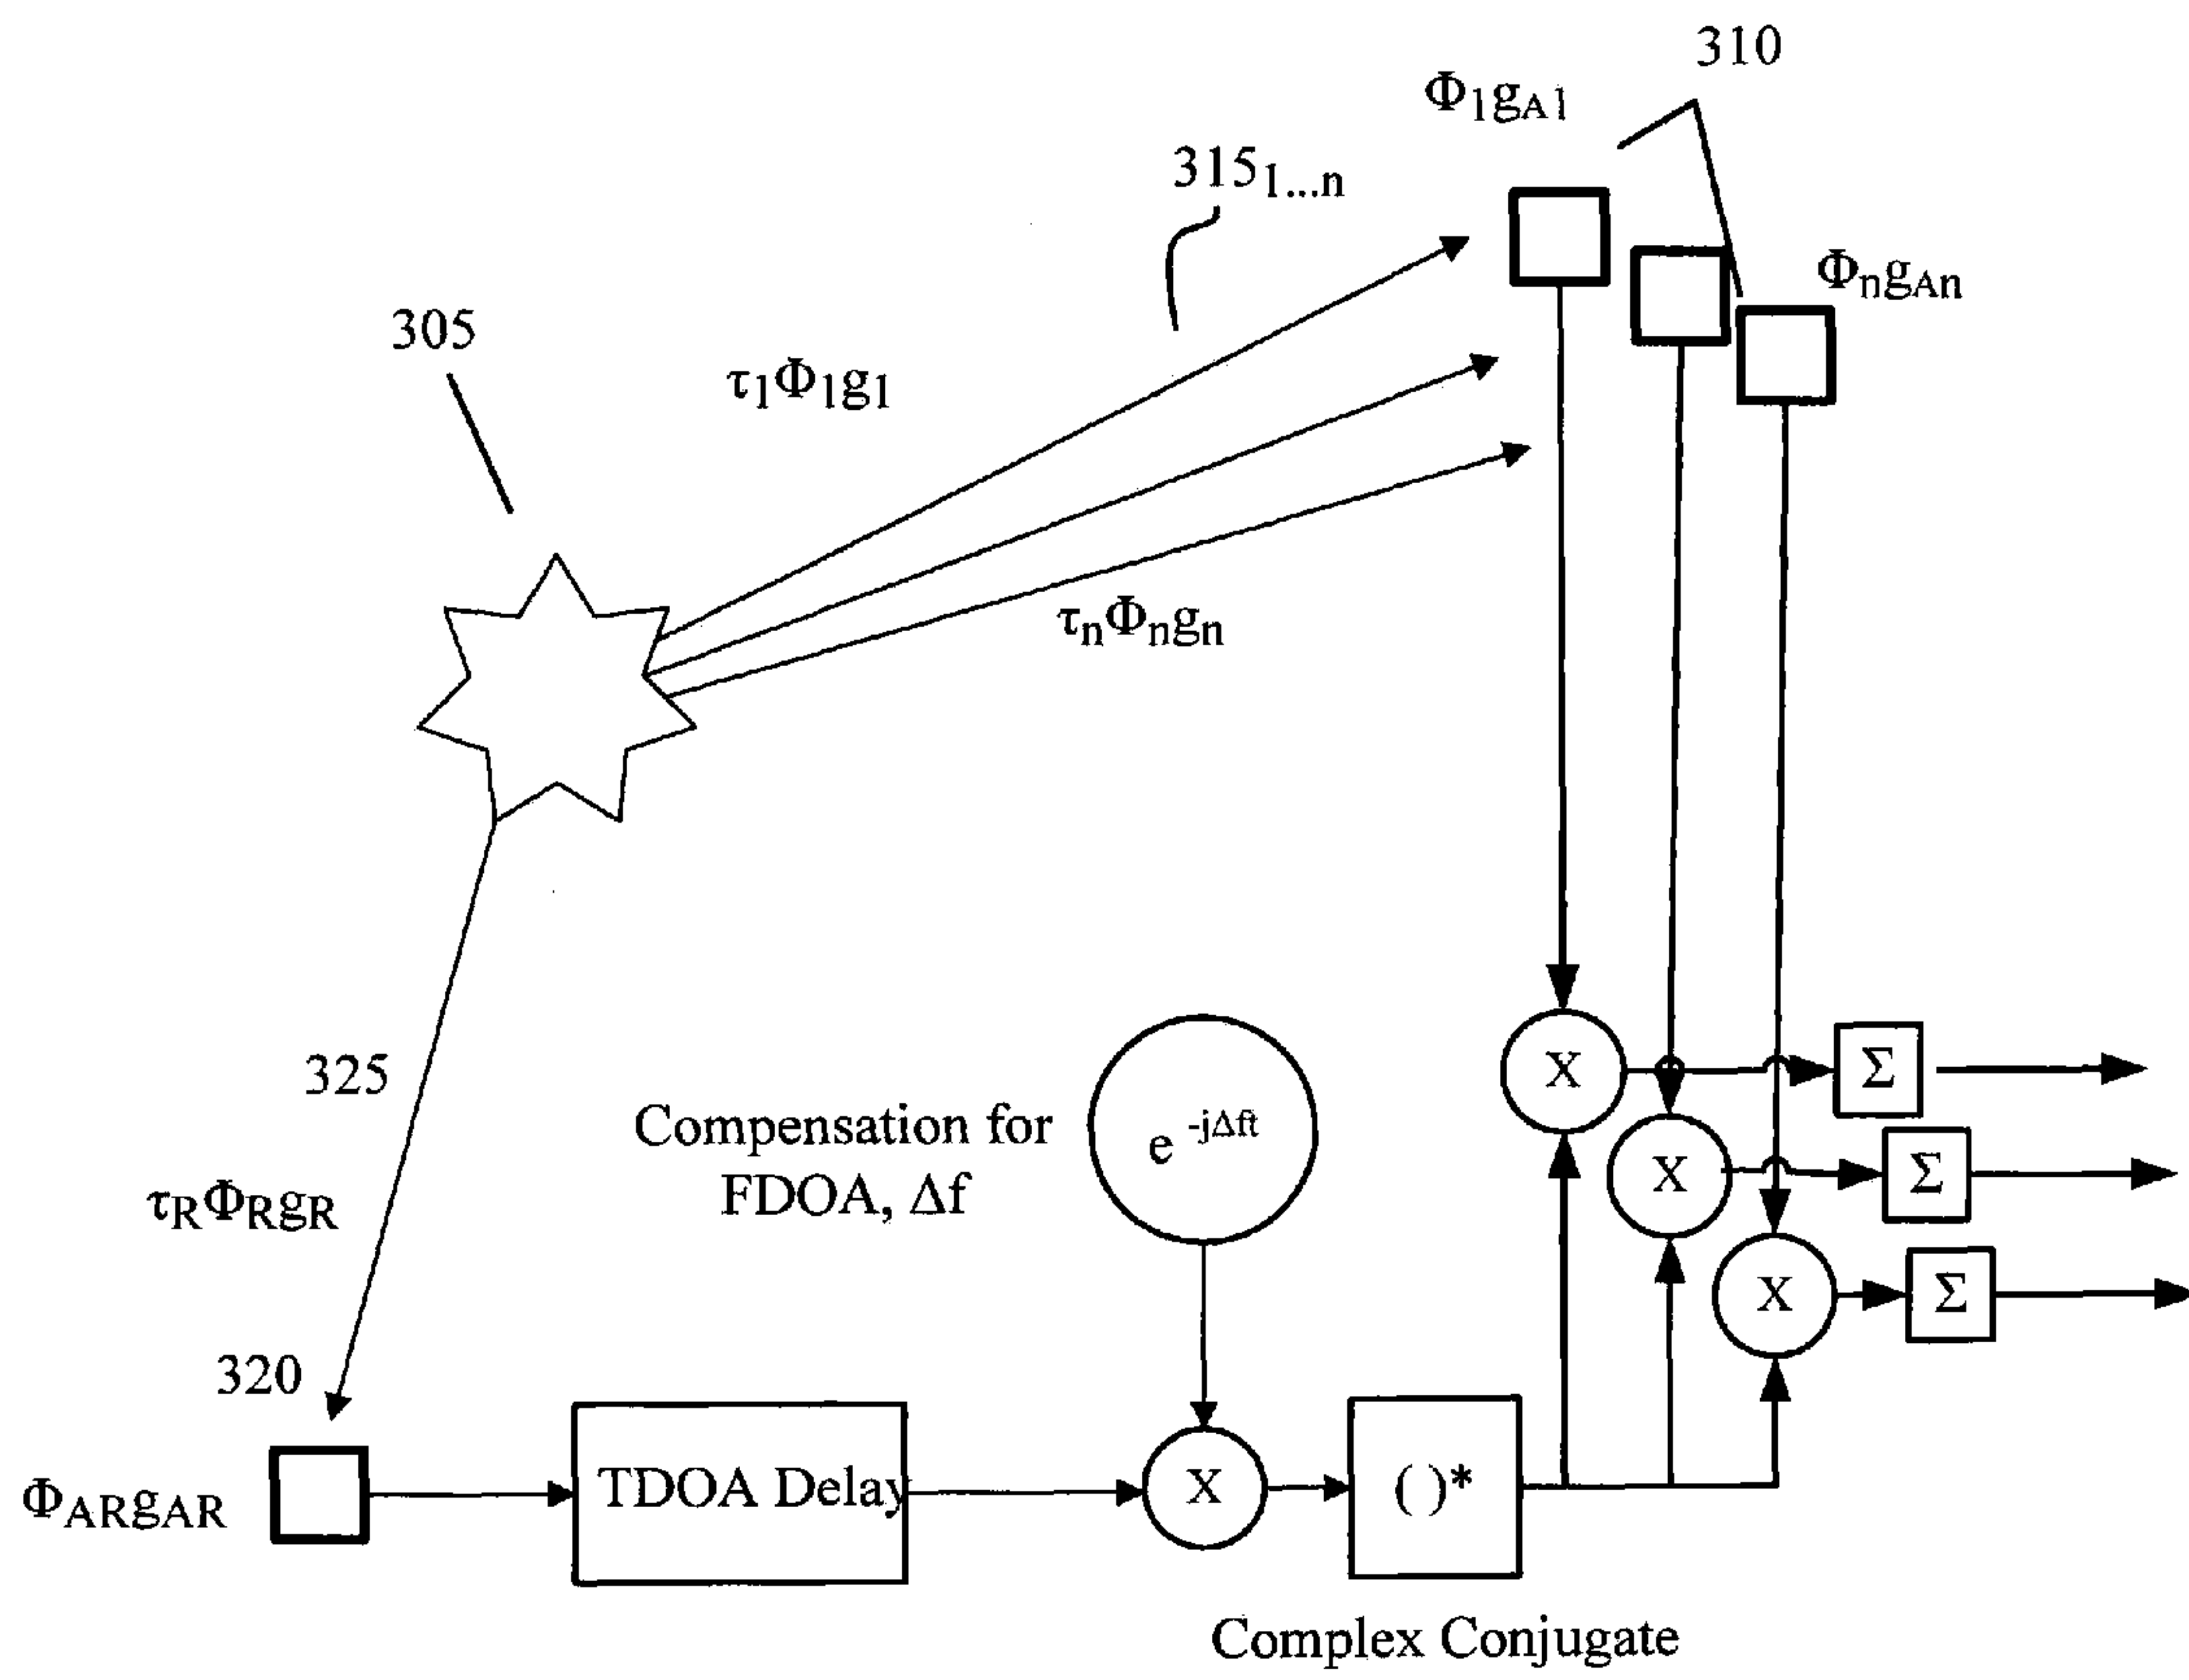 310
Φ1gA1
3151...n
ΦngAn
305
τ1Φ1g1
τnΦngn
325
X
Σ
Compensation for
FDOA, Δf
e -jΔft
X
Σ
τRΦRgR
X
Σ
320
TDOA Delay
X
( )*
ΦARgAR
Complex Conjugate